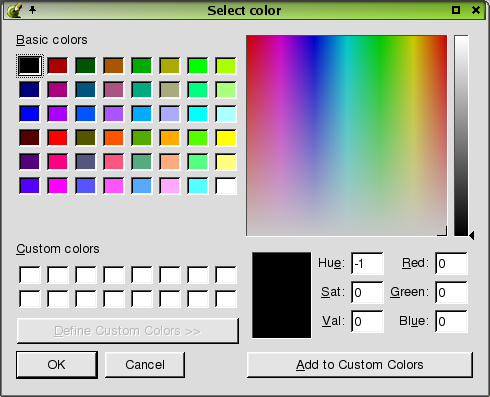 Select color
Basic colors
Custom colors
Define Custom Colors >>
OK
Cancel
Hue: -1
Red: 0
Sat: 0
Green: 0
Val: 0
Blue: 0
Add to Custom Colors